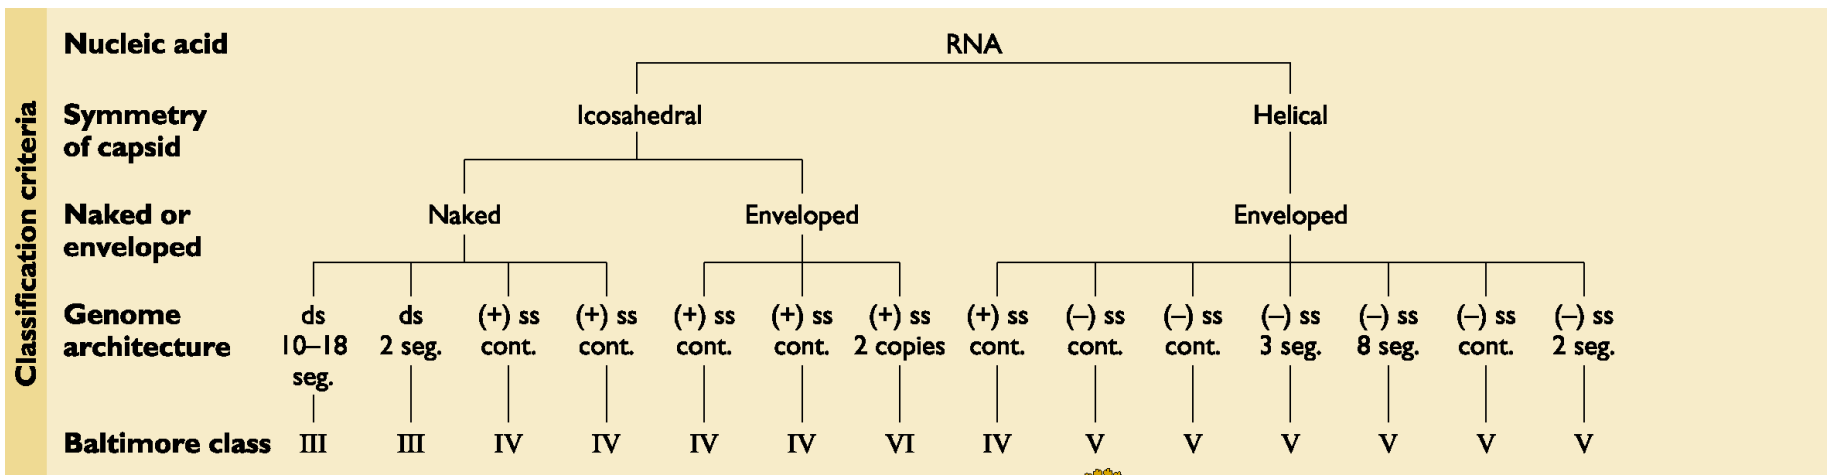 Classification criteria
Nucleic acid
RNA
Symmetry
of capsid
Icosahedral
Helical
Naked or
enveloped
Naked
Enveloped
Enveloped
Genome
architecture
ds
10–18
seg.
ds
2 seg.
(+) ss
cont.
(+) ss
cont.
(+) ss
cont.
(+) ss
cont.
(+) ss
2 copies
(+) ss
cont.
(–) ss
cont.
(–) ss
cont.
(–) ss
3 seg.
(–) ss
8 seg.
(–) ss
cont.
(–) ss
2 seg.
Baltimore class
III
III
IV
IV
IV
IV
VI
IV
V
V
V
V
V
V